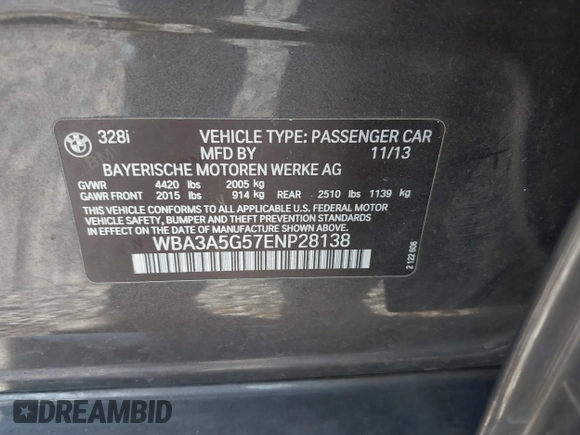 328i VEHICLE TYPE: PASSENGER CAR
MFD BY 11/13
BAYERISCHE MOTOREN WERKE AG
GVWR 4420 lbs 2005 kg
GAWR FRONT 2015 lbs 914 kg REAR 2510 lbs 1139 kg
THIS VEHICLE CONFORMS TO ALL APPLICABLE U.S. FEDERAL MOTOR
VEHICLE SAFETY, BUMPER AND THEFT PREVENTION STANDARDS
IN EFFECT ON THE DATE OF MANUFACTURE SHOWN ABOVE.
WBA3A5G57ENP28138
2 122 606
DREAMBID